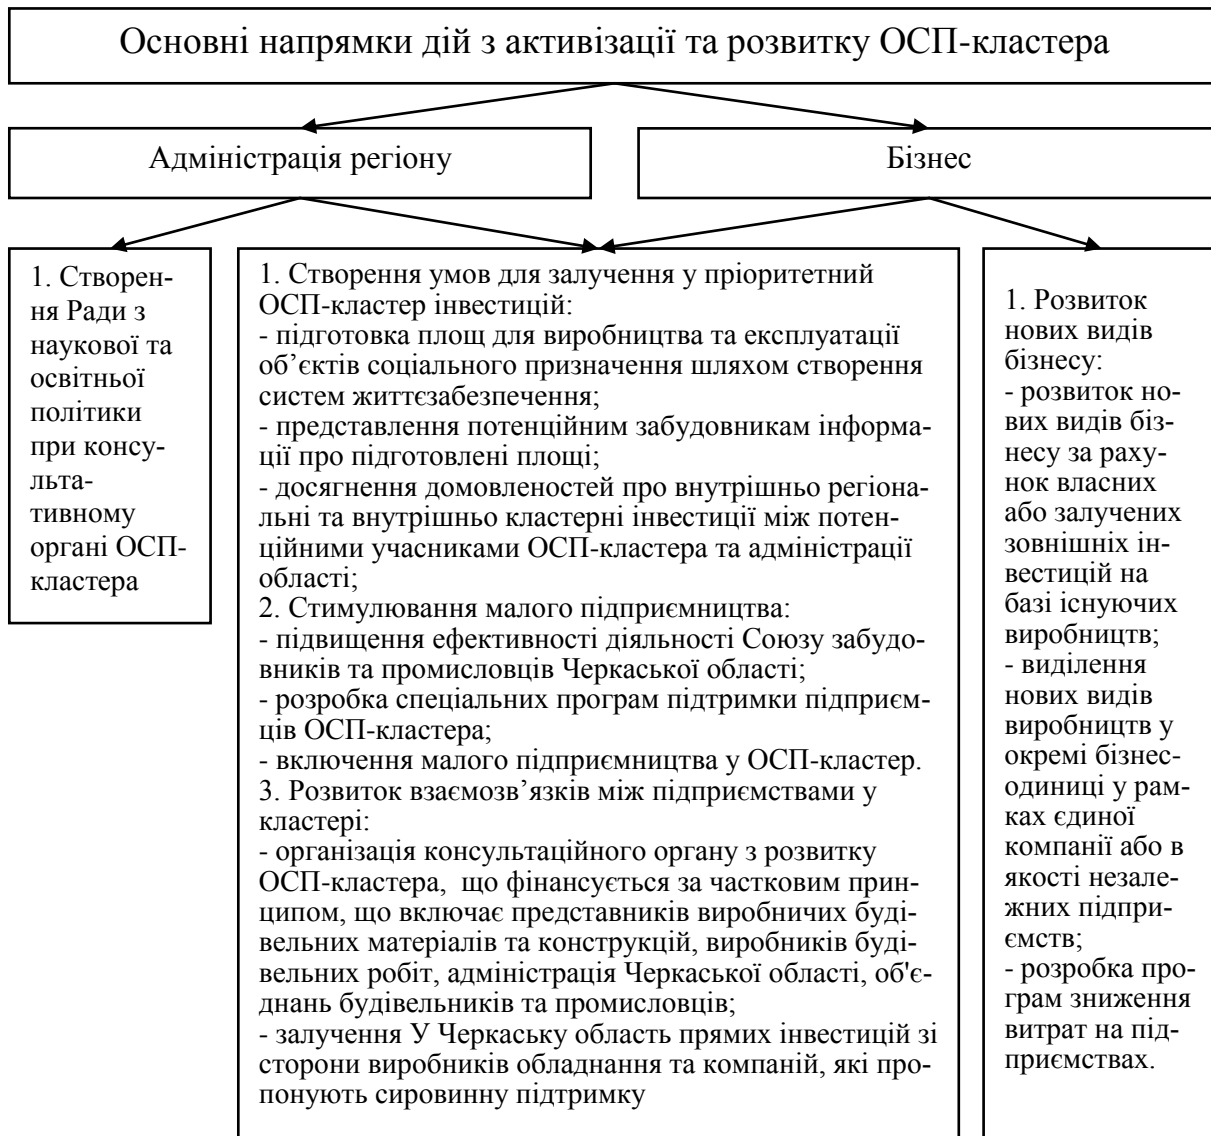 Основні напрямки дій з активізації та розвитку ОСП-кластера
Адміністрація регіону
Бізнес
1. Створен-
ня Ради з
наукової та
освітньої
політики
при консу-
льта-
тивному
органі ОСП-
кластера
1. Створення умов для залучення у пріоритетний
ОСП-кластер інвестицій:
- підготовка площ для виробництва та експлуатації
об’єктів соціального призначення шляхом створення
систем життєзабезпечення;
- представлення потенційним забудовникам інформа-
ції про підготовлені площі;
- досягнення домовленостей про внутрішньо регіона-
льні та внутрішньо кластерні інвестиції між потен-
ційними учасниками ОСП-кластера та адміністрації
області;
2. Стимулювання малого підприємництва:
- підвищення ефективності діяльності Союзу забудо-
вників та промисловців Черкаської області;
- розробка спеціальних програм підтримки підприєм-
ців ОСП-кластера;
- включення малого підприємництва у ОСП-кластер.
3. Розвиток взаємозв’язків між підприємствами у
кластері:
- організація консультаційного органу з розвитку
ОСП-кластера,  що фінансується за частковим прин-
ципом, що включає представників виробничих буді-
вельних матеріалів та конструкцій, виробників буді-
вельних робіт, адміністрація Черкаської області, об'є-
днань будівельників та промисловців;
- залучення У Черкаську область прямих інвестицій зі
сторони виробників обладнання та компаній, які про-
понують сировинну підтримку
1. Розвиток
нових видів
бізнесу:
- розвиток но-
вих видів біз-
несу за раху-
нок власних
або залучених
зовнішніх ін-
вестицій на
базі існуючих
виробництв;
- виділення
нових видів
виробництв у
окремі бізнес-
одиниці у рам-
ках єдиної
компанії або в
якості незале-
жних підпри-
ємств;
- розробка про-
грам зниження
витрат на під-
приємствах.